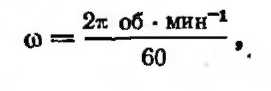 ω = 2π об · мин⁻¹ / 60 ,